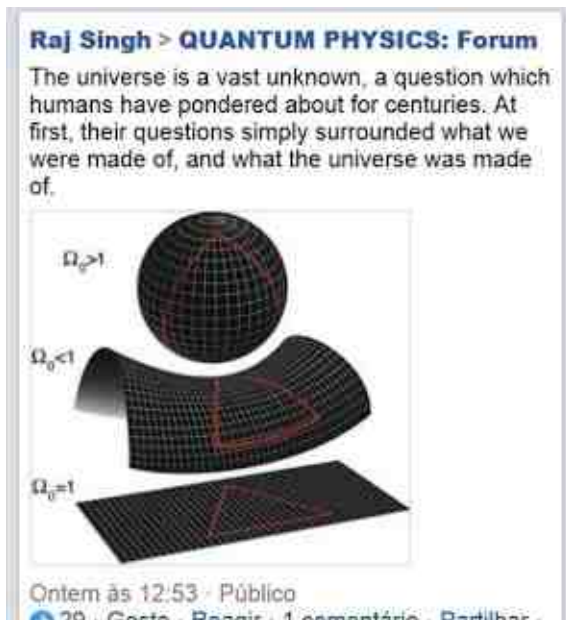 Raj Singh > QUANTUM PHYSICS: Forum
The universe is a vast unknown, a question which
humans have pondered about for centuries. At
first, their questions simply surrounded what we
were made of, and what the universe was made
of.
Ω₀>1
Ω₀<1
Ω₀=1
Ontem às 12:53 · Público
29 · Gosto · Reagir · 1 comentário · Partilhar ·